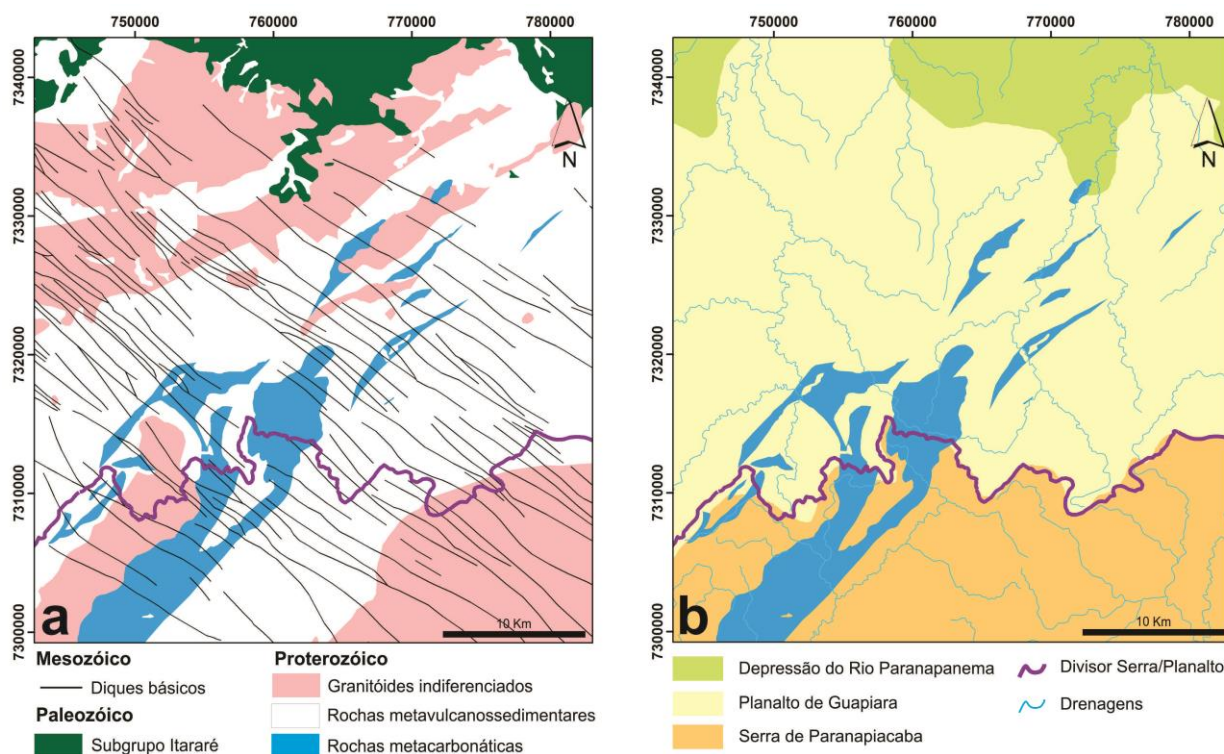 750000 760000 770000 780000
7340000
7330000
7320000
7310000
7300000
N
a
10 Km
Mesozóico
Diques básicos
Paleozóico
Subgrupo Itararé
Proterozóico
Granitóides indiferenciados
Rochas metavulcanossedimentares
Rochas metacarbonáticas
750000 760000 770000 780000
7340000
7330000
7320000
7310000
7300000
N
b
10 Km
Depressão do Rio Paranapanema
Planalto de Guapiara
Serra de Paranapiacaba
Divisor Serra/Planalto
Drenagens